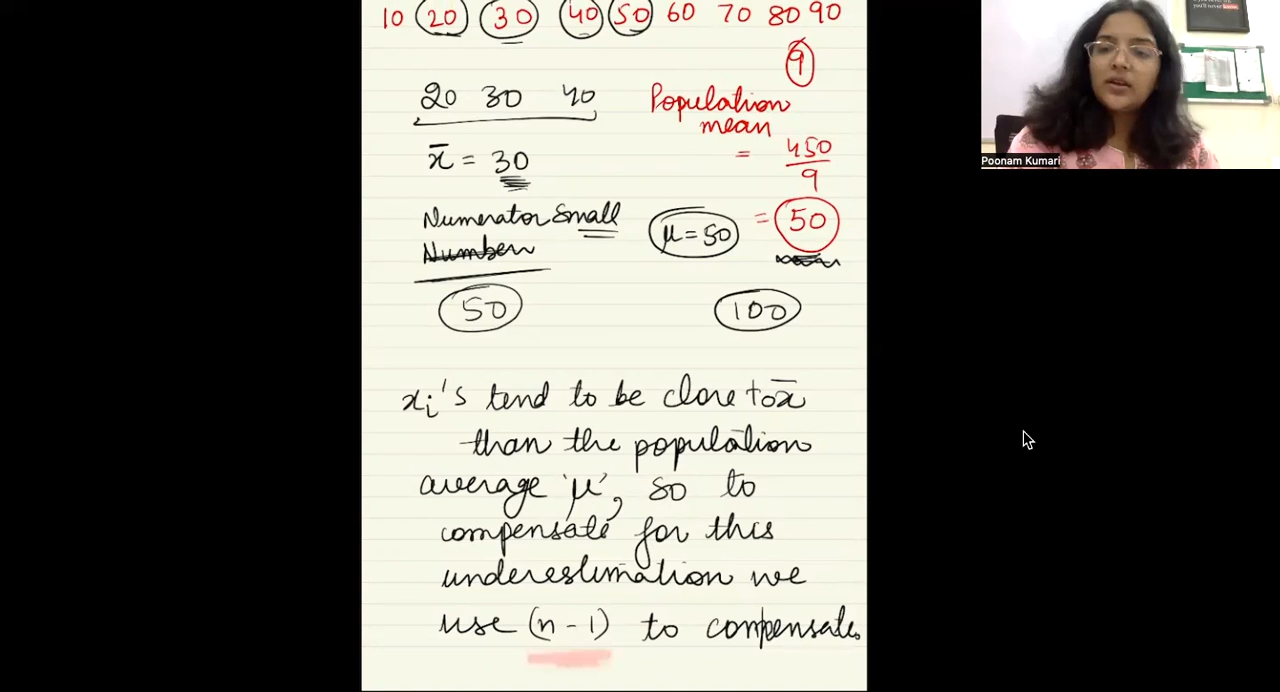 10 20 30 40 50 60 70 80 90
9
20 30 40
Population
mean
x̄ = 30
= 450
9
Numerator Small
Number
μ = 50
= 50
50
100
xi's tend to be close to x̄
than the population
average 'μ', so to
compensate for this
underestimation we
use (n - 1) to compensate.
Poonam Kumari